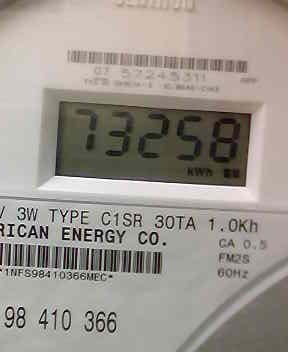 07 57245311
73258
kWh
V 3W TYPE C1SR 30TA 1.0Kh
RICAN ENERGY CO.
CA 0.5
FM2S
*1NFS98410366MEC*
60Hz
98 410 366